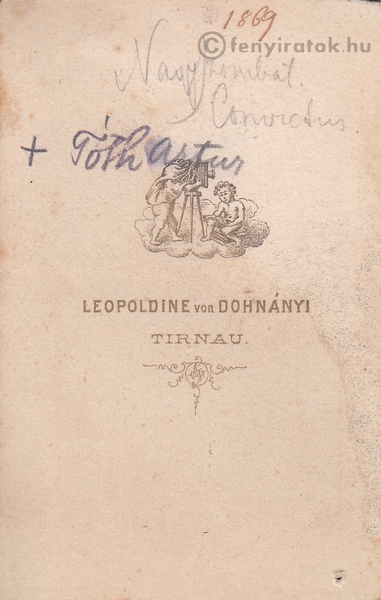 1869
© fenyiratok.hu
Nagyszombat.
Convictus
+ Tóth Artur
LEOPOLDINE von DOHNÁNYI
TIRNAU.